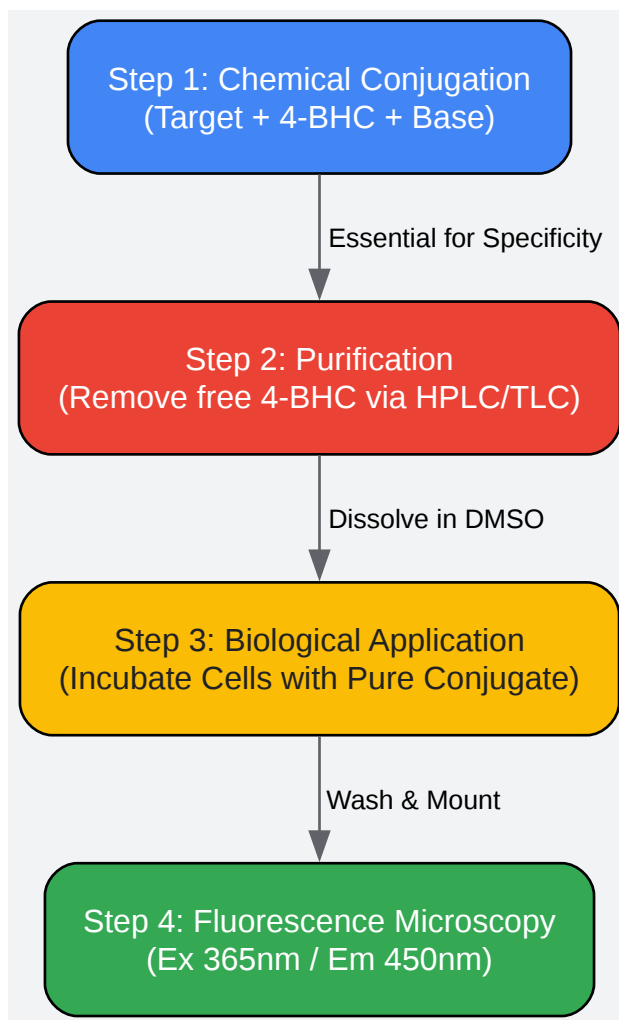 Step 1: Chemical Conjugation
(Target + 4-BHC + Base)
Essential for Specificity
Step 2: Purification
(Remove free 4-BHC via HPLC/TLC)
Dissolve in DMSO
Step 3: Biological Application
(Incubate Cells with Pure Conjugate)
Wash & Mount
Step 4: Fluorescence Microscopy
(Ex 365nm / Em 450nm)